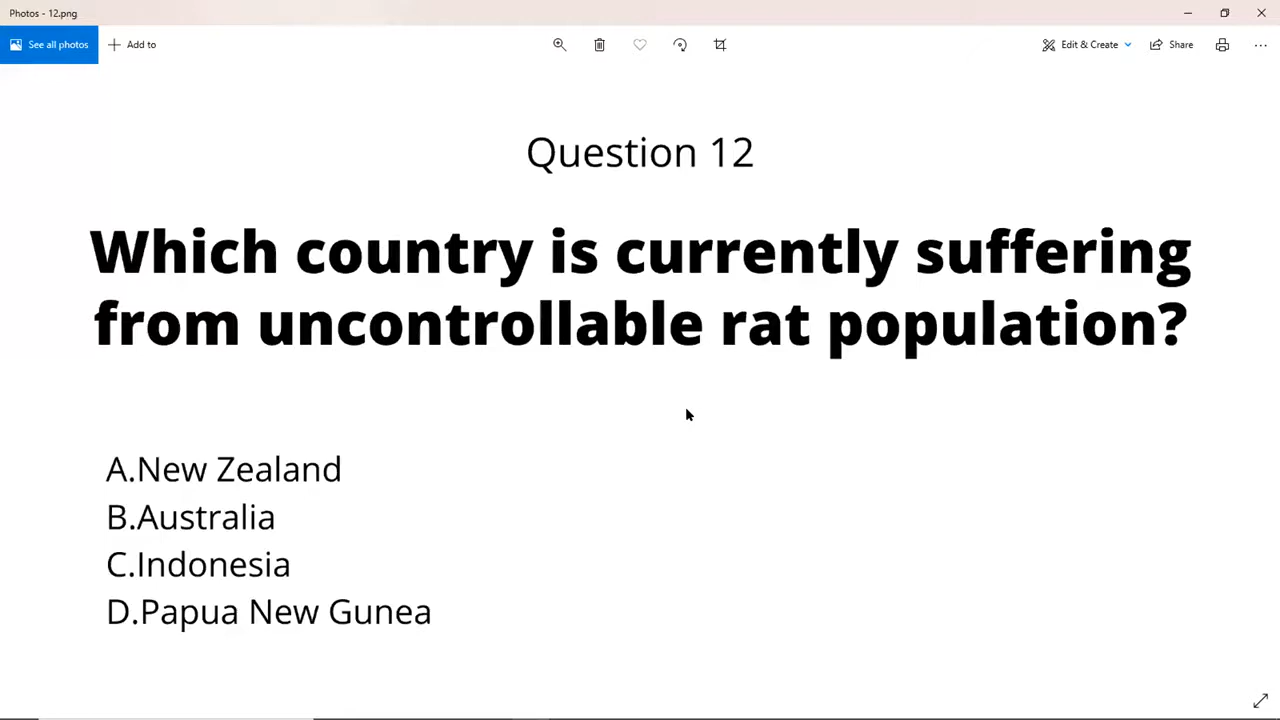 Photos - 12.png
See all photos
Add to
Edit & Create
Share
Question 12
Which country is currently suffering
from uncontrollable rat population?
A.New Zealand
B.Australia
C.Indonesia
D.Papua New Gunea